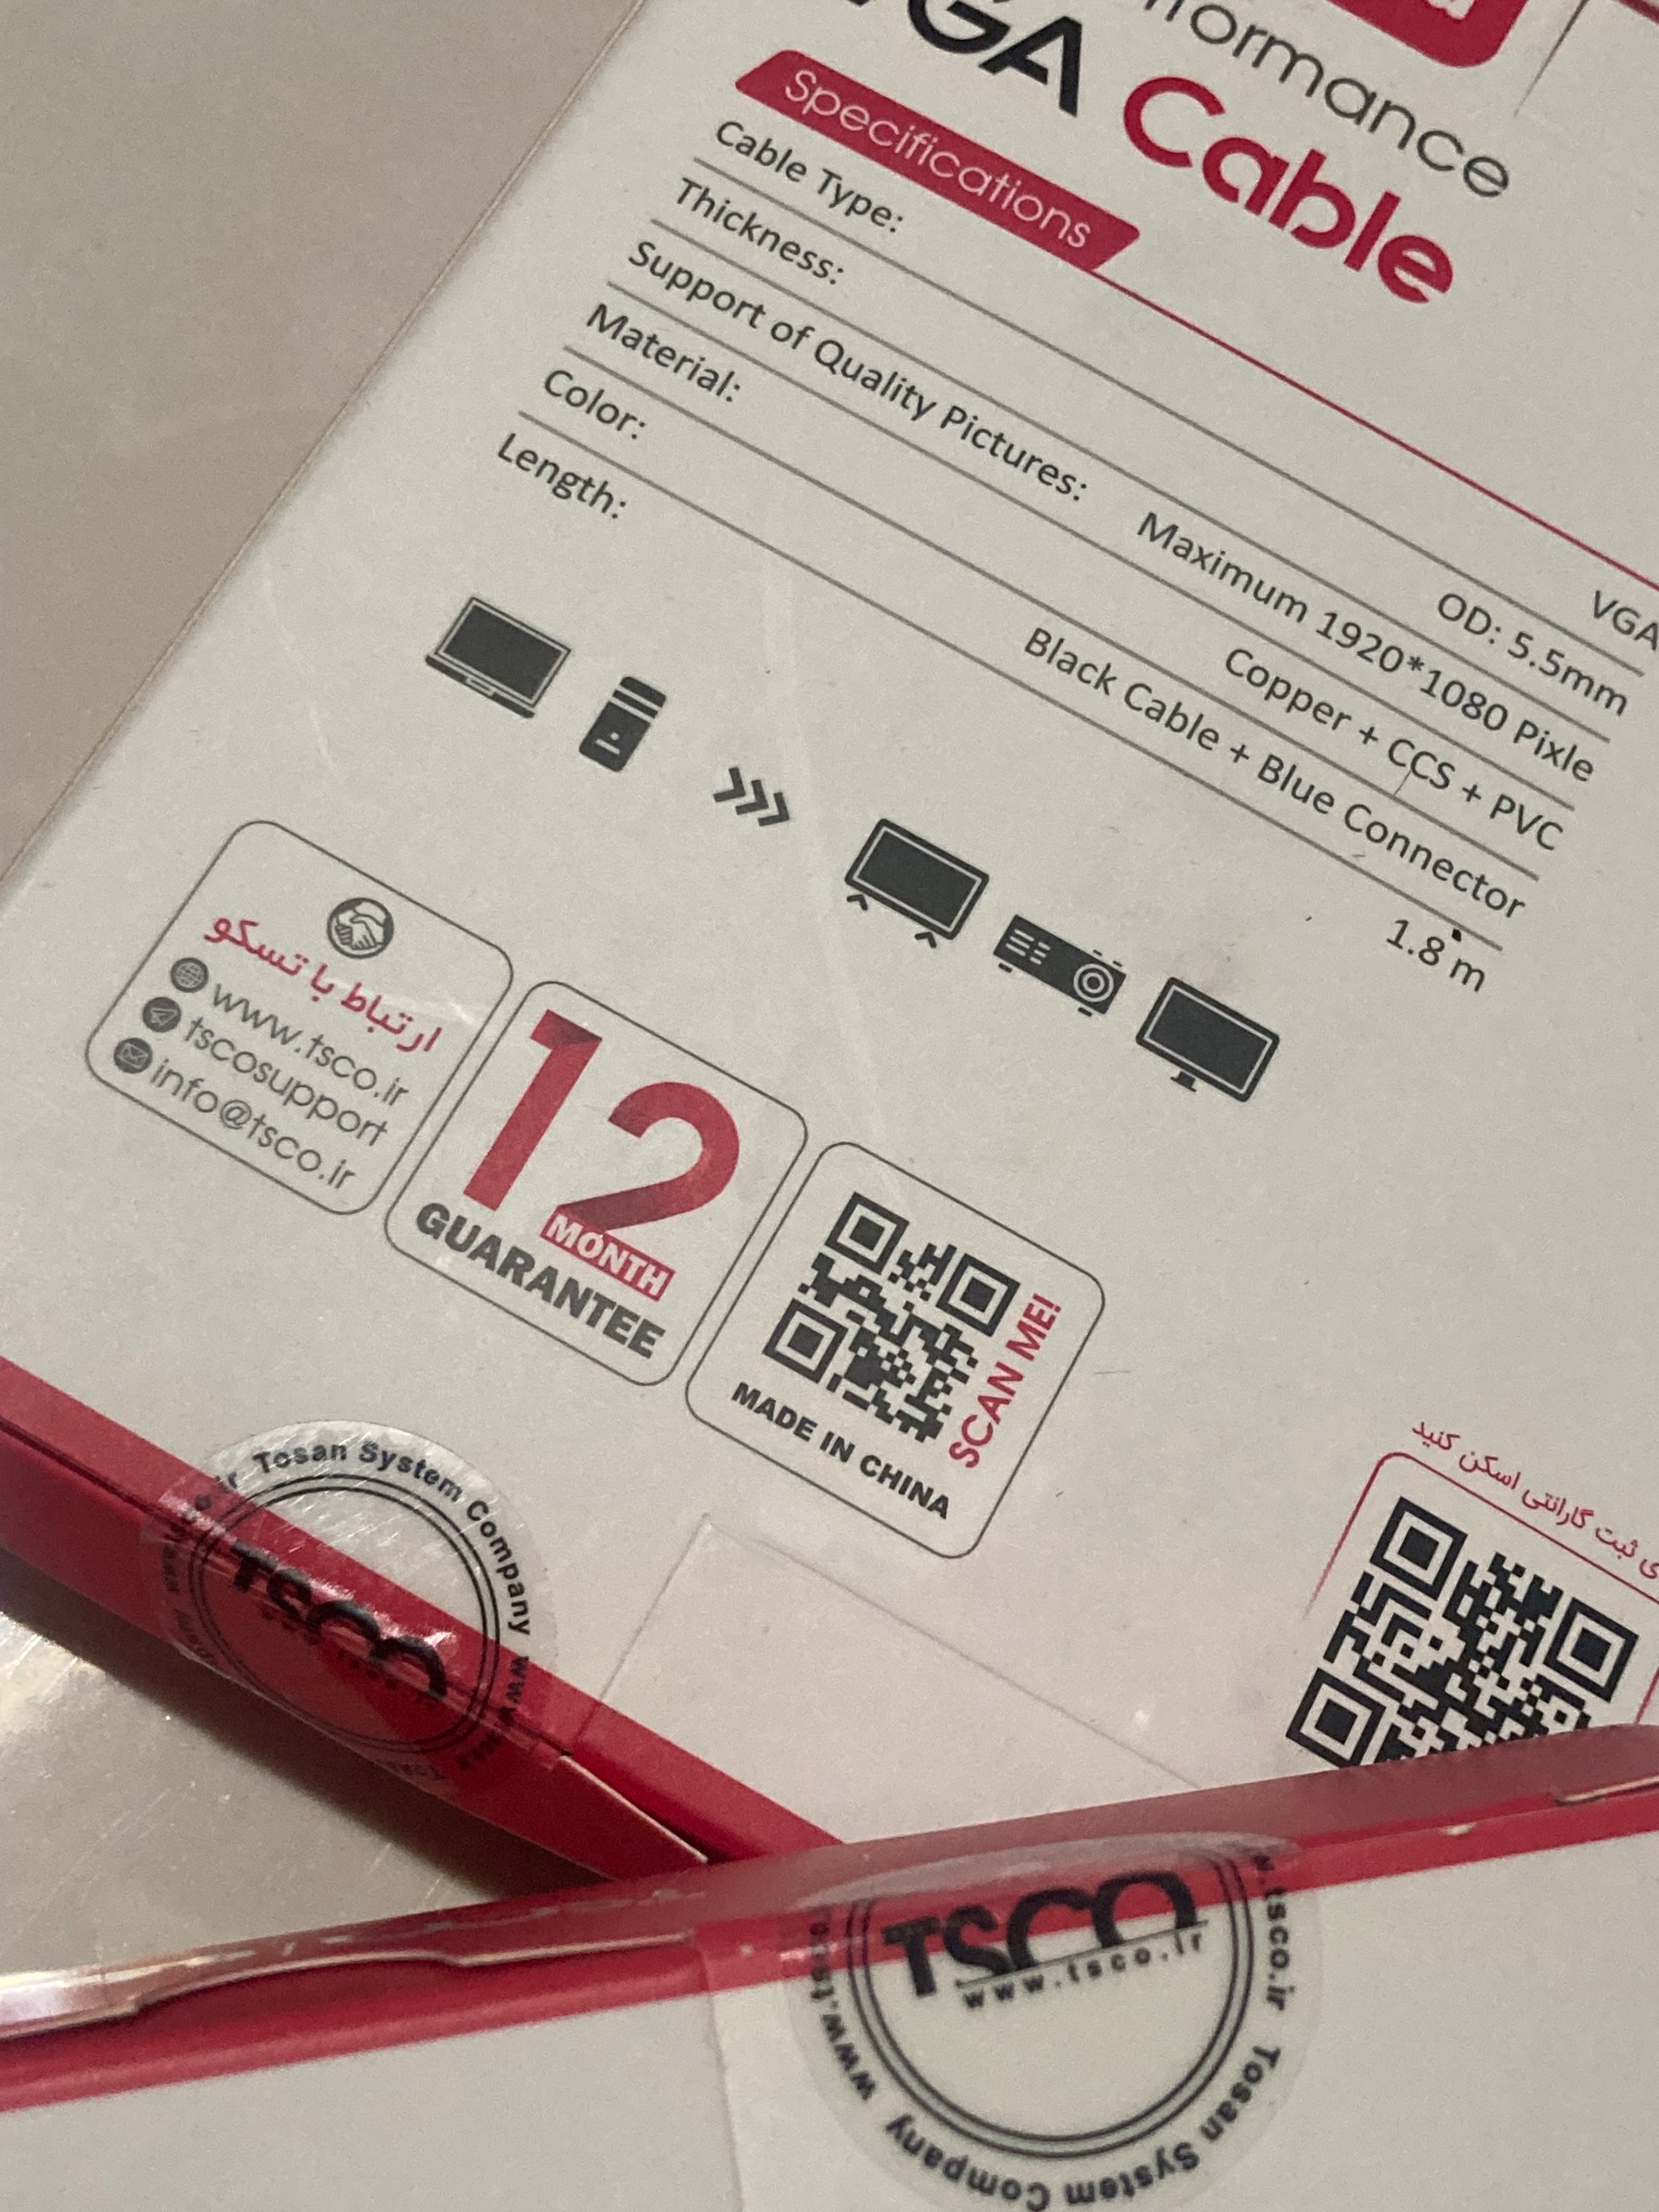 Cable
Specifications
Cable Type: VGA
Thickness: OD: 5.5mm
Support of Quality Pictures: Maximum 1920*1080 Pixle
Material: Copper + CCS + PVC
Color: Black Cable + Blue Connector
Length: 1.8 m
ارتباط با تسکو
www.tsco.ir
tscosupport
info@tsco.ir
12
MONTH
GUARANTEE
SCAN ME!
MADE IN CHINA
ثبت گارانتی اسکن کنید
Tosan System Company
TSCO
TSCO
www.tsco.ir
Tosan System Company www.tsco.ir